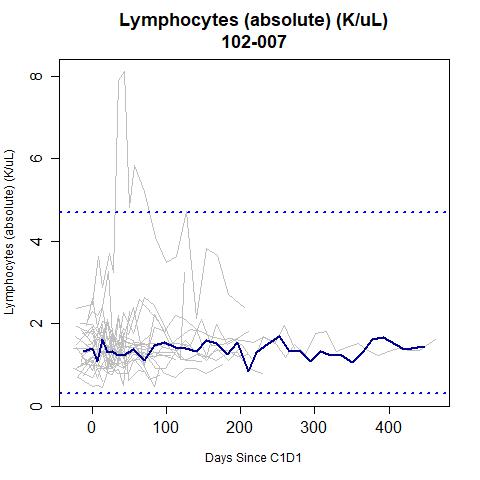 Lymphocytes (absolute) (K/uL)
102-007
Lymphocytes (absolute) (K/uL)
8
6
4
2
0
0 100 200 300 400
Days Since C1D1